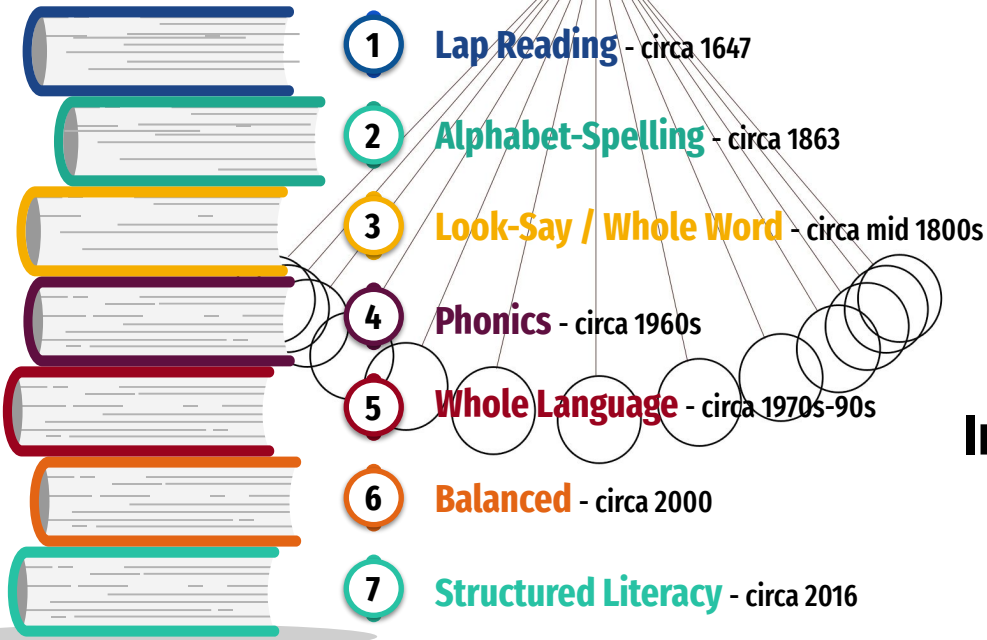 1 Lap Reading - circa 1647
2 Alphabet-Spelling - circa 1863
3 Look-Say / Whole Word - circa mid 1800s
4 Phonics - circa 1960s
5 Whole Language - circa 1970s-90s
6 Balanced - circa 2000
7 Structured Literacy - circa 2016